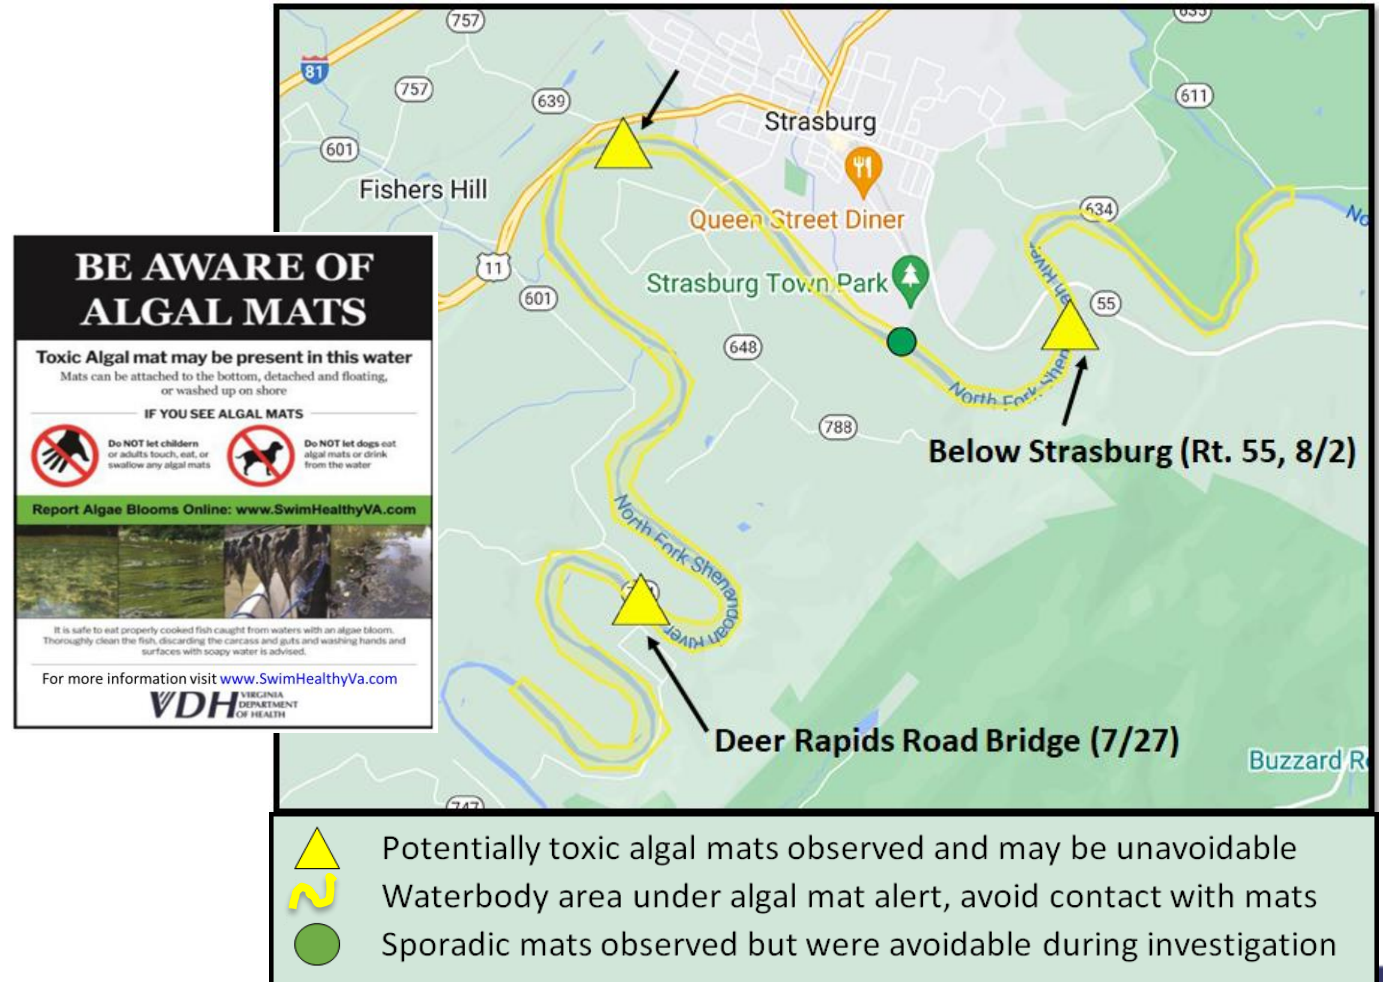 BE AWARE OF
ALGAL MATS
Toxic Algal mat may be present in this water
Mats can be attached to the bottom, detached and floating,
or washed up on shore
IF YOU SEE ALGAL MATS
Do NOT let childern
or adults touch, eat, or
swallow any algal mats
Do NOT let dogs eat
algal mats or drink
from the water
Report Algae Blooms Online: www.SwimHealthyVA.com
It is safe to eat properly cooked fish caught from waters with an algae bloom.
Thoroughly clean the fish, discarding the carcass and guts and washing hands and
surfaces with soapy water is advised.
For more information visit www.SwimHealthyVa.com
VDH VIRGINIA
DEPARTMENT
OF HEALTH
757
81
757
639
601
Fishers Hill
Strasburg
Queen Street Diner
Strasburg Town Park
635
611
634
No
11
601
648
55
788
North Fork Shen
ah River
Below Strasburg (Rt. 55, 8/2)
North Fork Shenandoah River
Deer Rapids Road Bridge (7/27)
Buzzard R
747
Potentially toxic algal mats observed and may be unavoidable
Waterbody area under algal mat alert, avoid contact with mats
Sporadic mats observed but were avoidable during investigation